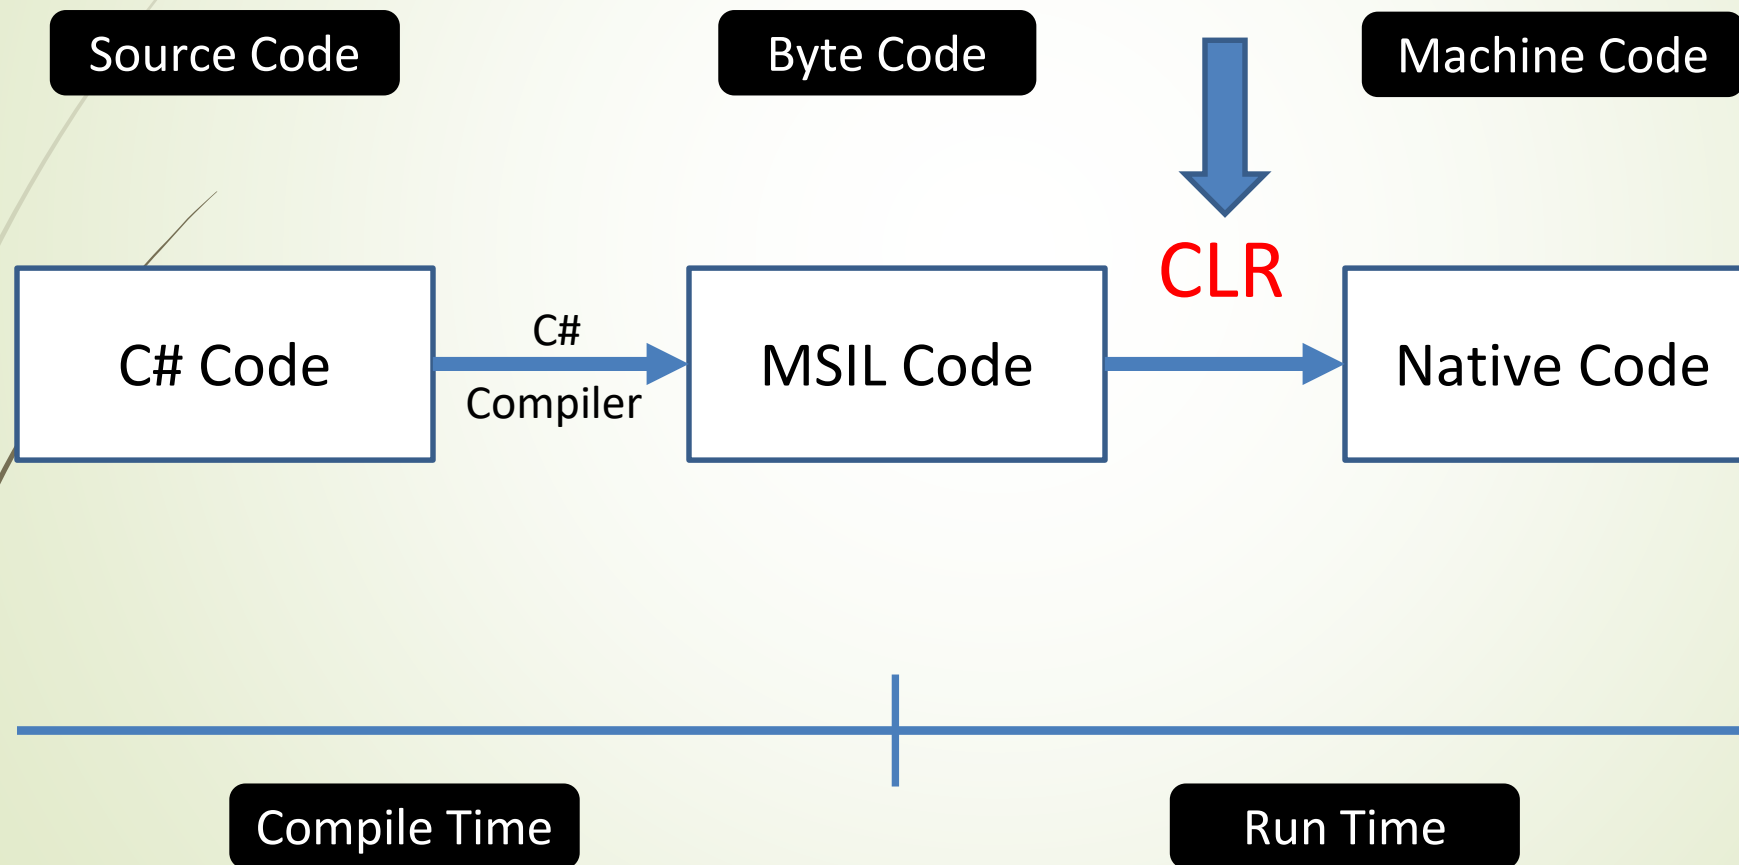 Source Code
Byte Code
Machine Code
CLR
C# Code
C#
Compiler
MSIL Code
Native Code
Compile Time
Run Time